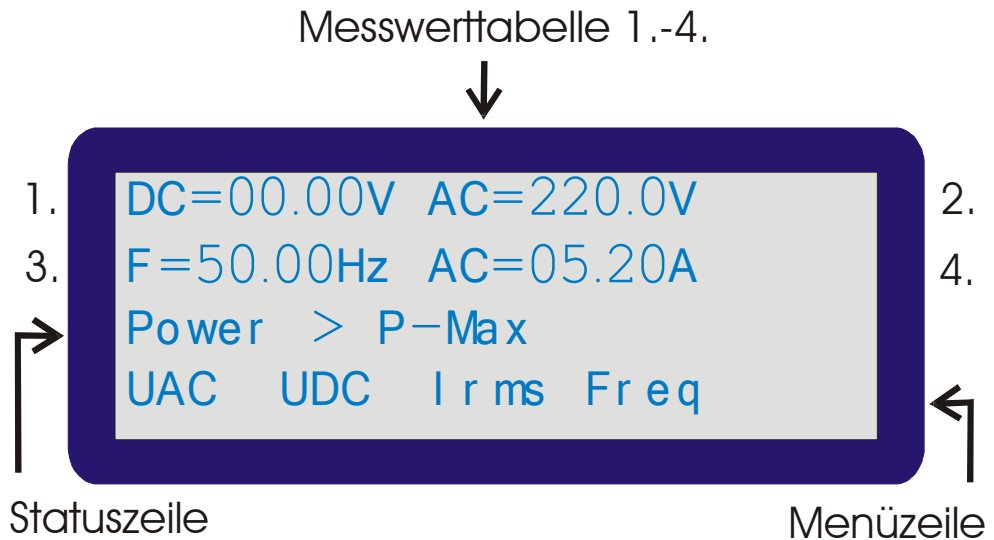 Messwerttabelle 1.-4.
1. DC=00.00V AC=220.0V 2.
3. F=50.00Hz AC=05.20A 4.
Power > P-Max
UAC UDC Irms Freq
Statuszeile Menüzeile